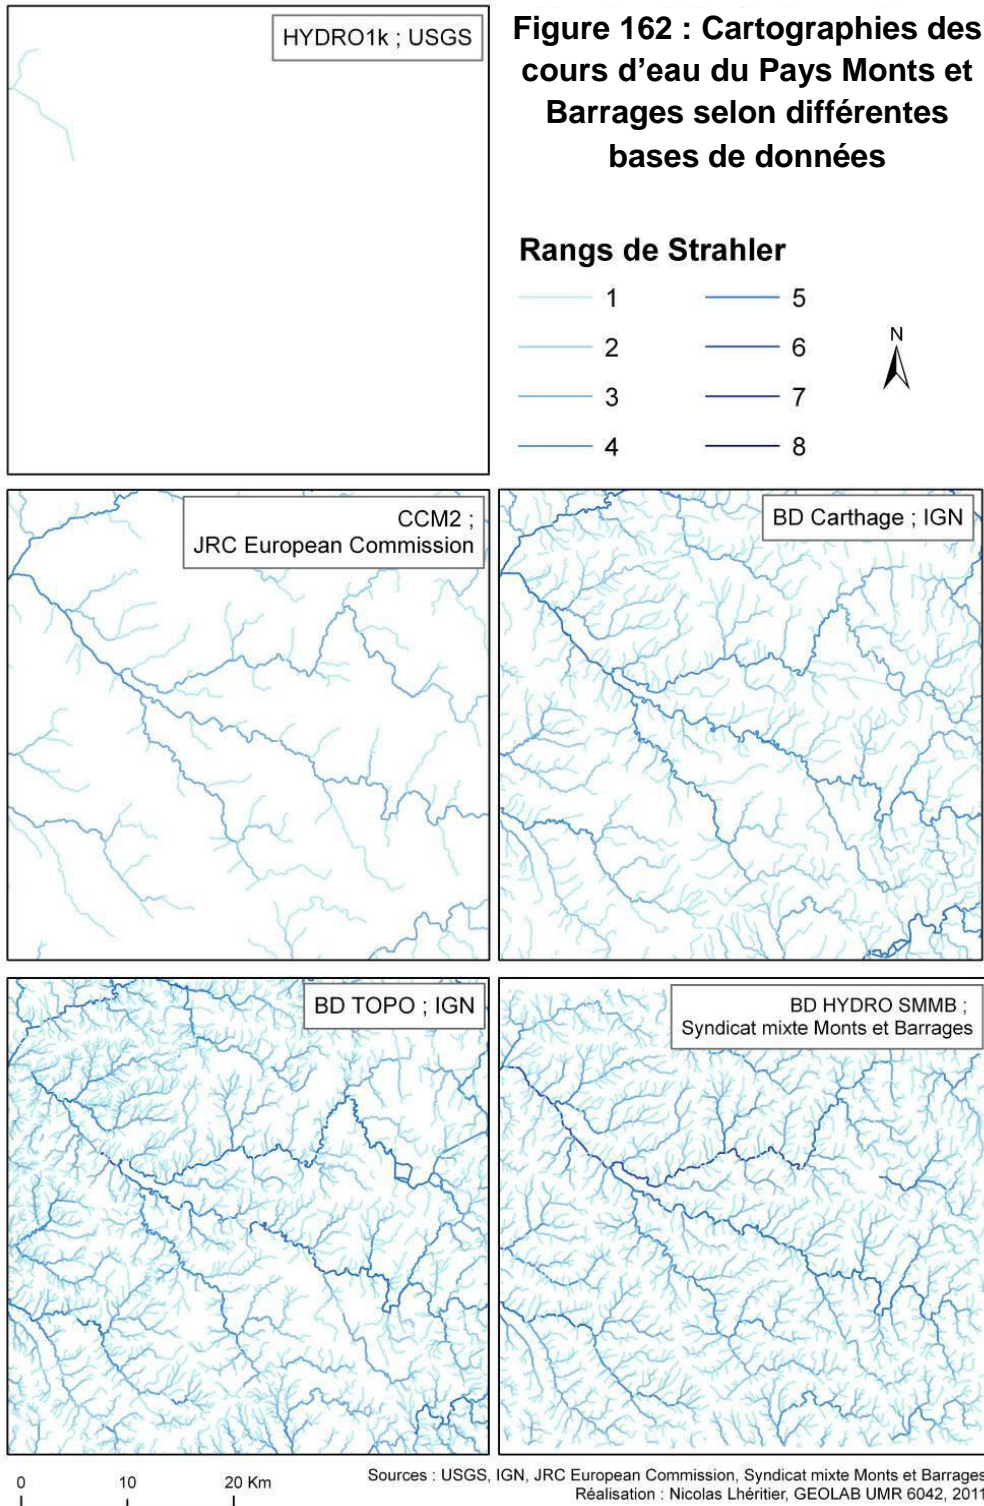 HYDRO1k ; USGS
Figure 162 : Cartographies des
cours d’eau du Pays Monts et
Barrages selon différentes
bases de données
Rangs de Strahler
1
2
3
4
5
6
7
8
N
CCM2 ;
JRC European Commission
BD Carthage ; IGN
BD TOPO ; IGN
BD HYDRO SMMB ;
Syndicat mixte Monts et Barrages
0 10 20 Km
Sources : USGS, IGN, JRC European Commission, Syndicat mixte Monts et Barrages
Réalisation : Nicolas Lhéritier, GEOLAB UMR 6042, 2011